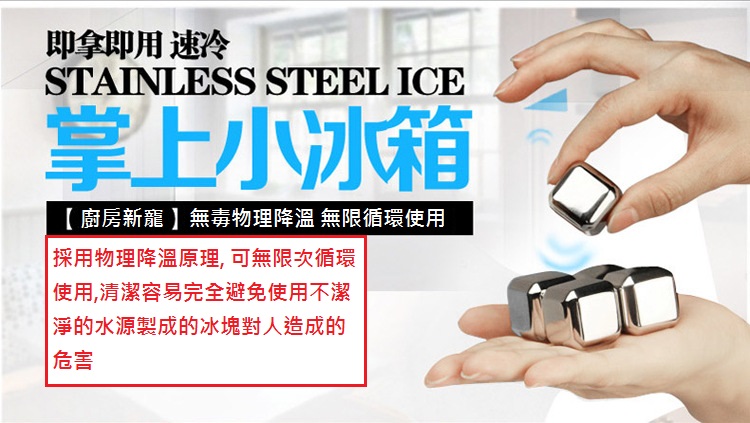 即拿即用 速冷
STAINLESS STEEL ICE
掌上小冰箱
【 廚房新寵 】無毒物理降溫 無限循環使用
採用物理降溫原理, 可無限次循環
使用,清潔容易完全避免使用不潔
淨的水源製成的冰塊對人造成的
危害